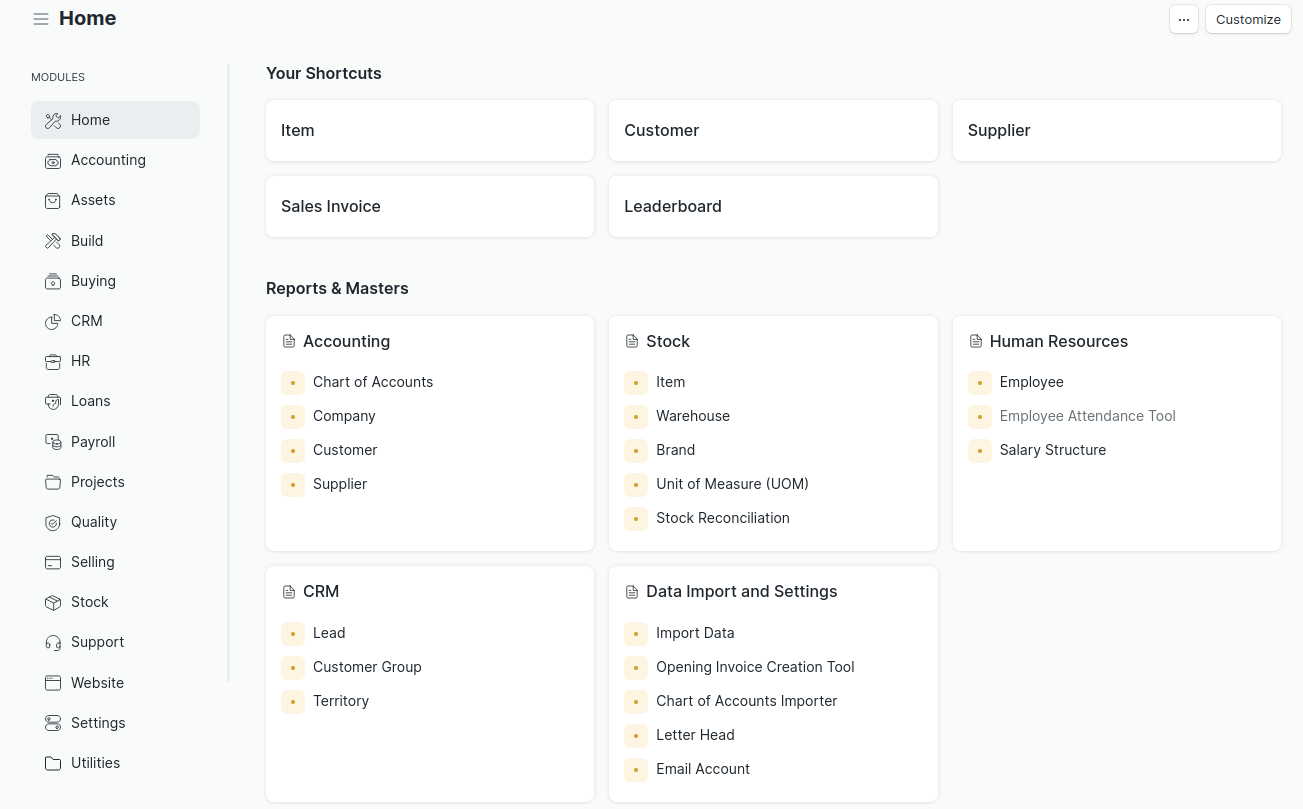 Home
...
Customize
MODULES
Home
Accounting
Assets
Build
Buying
CRM
HR
Loans
Payroll
Projects
Quality
Selling
Stock
Support
Website
Settings
Utilities
Your Shortcuts
Item
Customer
Supplier
Sales Invoice
Leaderboard
Reports & Masters
Accounting
Chart of Accounts
Company
Customer
Supplier
Stock
Item
Warehouse
Brand
Unit of Measure (UOM)
Stock Reconciliation
Human Resources
Employee
Employee Attendance Tool
Salary Structure
CRM
Lead
Customer Group
Territory
Data Import and Settings
Import Data
Opening Invoice Creation Tool
Chart of Accounts Importer
Letter Head
Email Account